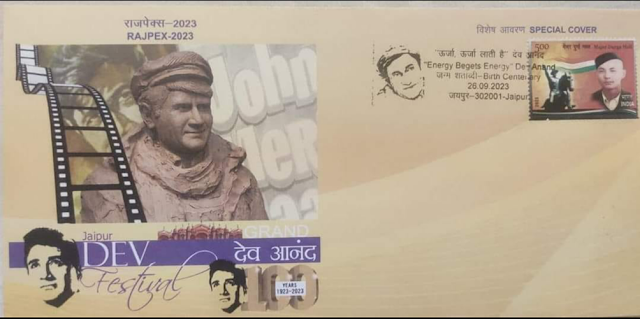 राजपेक्स–2023
RAJPEX-2023
विशेष आवरण SPECIAL COVER
"ऊर्जा, ऊर्जा लाती है" देव आनंद
"Energy Begets Energy" Dev Anand
जन्म शताब्दी–Birth Centenary
26.09.2023
जयपुर–302001–Jaipur
500
INDIA
John
Jaipur
GRAND
DEV
देव आनंद
Festival
100
YEARS
1923-2023